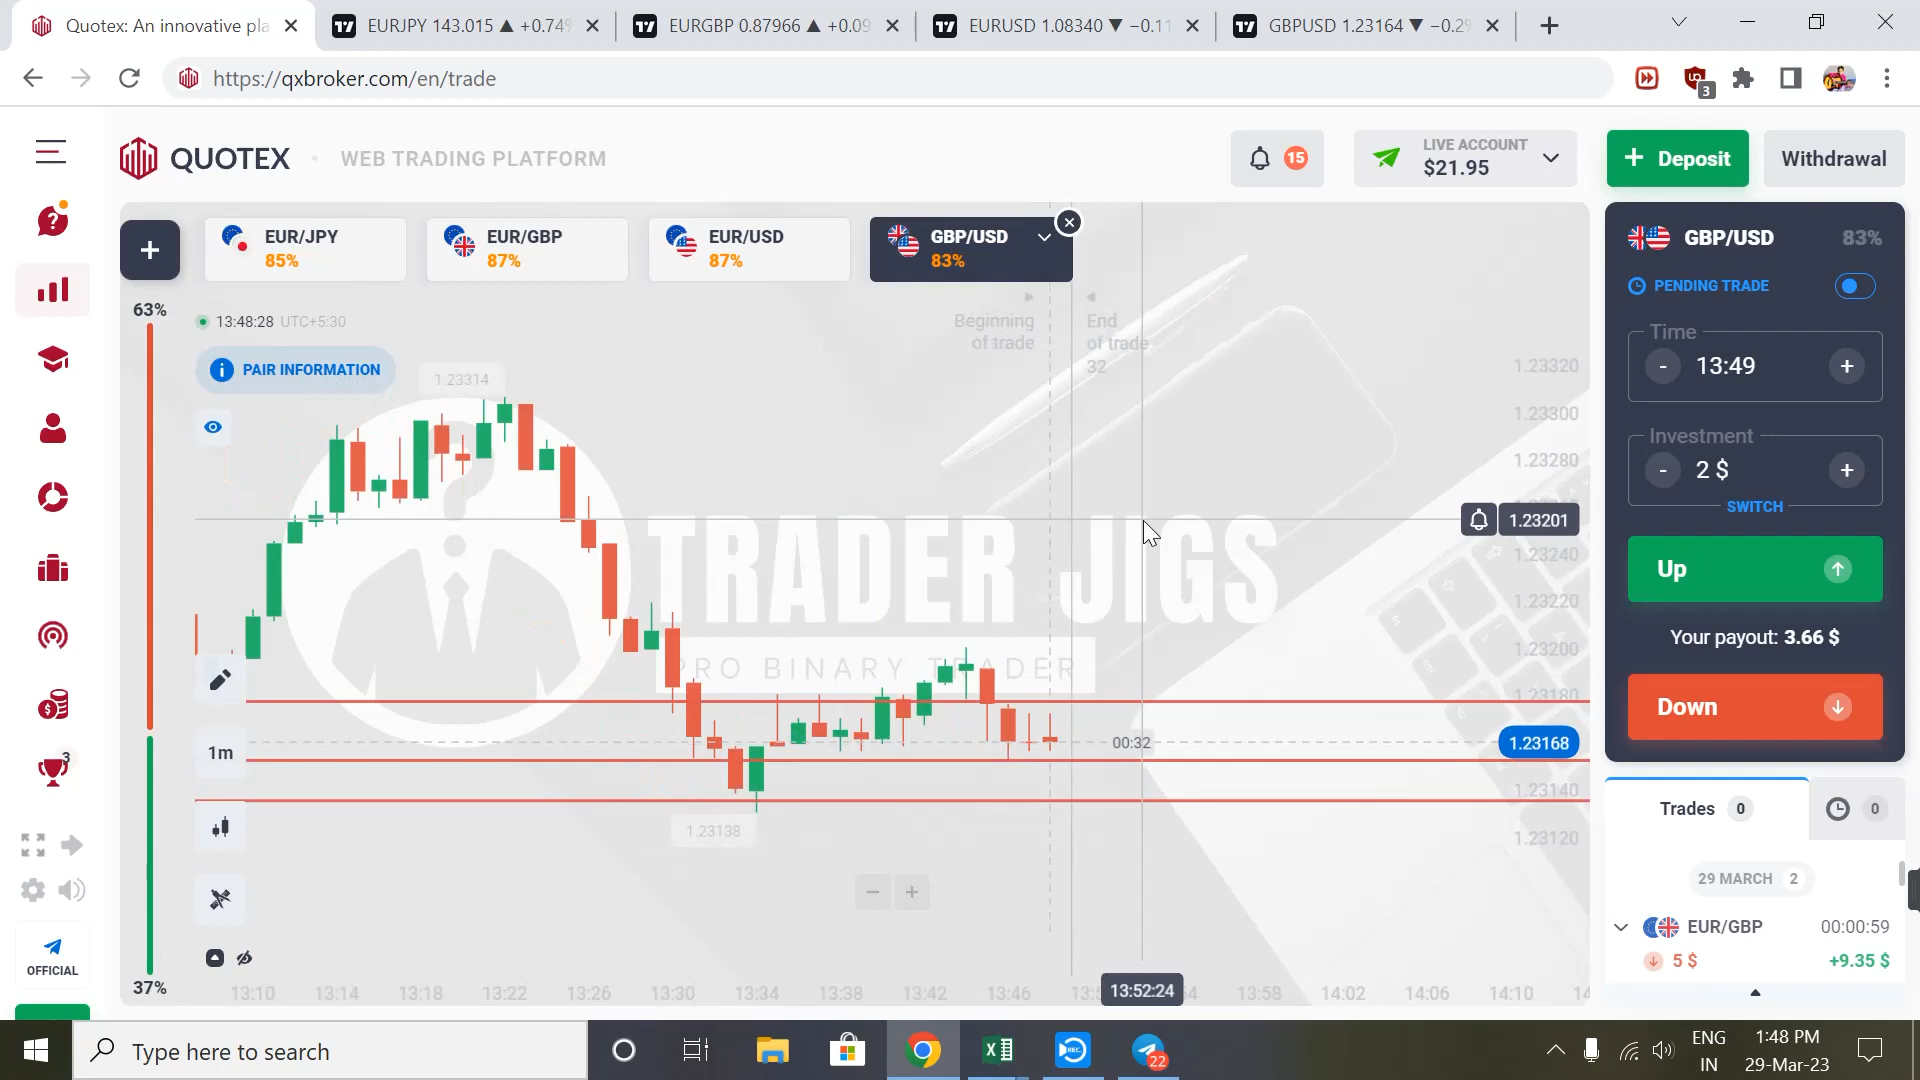 Quotex: An innovative pla
EURJPY 143.015 ▲ +0.74%
EURGBP 0.87966 ▲ +0.09
EURUSD 1.08340 ▼ −0.11
GBPUSD 1.23164 ▼ −0.2
https://qxbroker.com/en/trade
3
QUOTEX
WEB TRADING PLATFORM
15
LIVE ACCOUNT
$21.95
+ Deposit
Withdrawal
EUR/JPY
85%
EUR/GBP
87%
EUR/USD
87%
GBP/USD
83%
GBP/USD 83%
PENDING TRADE
Time
- 13:49 +
Investment
- 2 $ +
SWITCH
Up
Your payout: 3.66 $
Down
63%
13:48:28 UTC+5:30
PAIR INFORMATION
Beginning
of trade
End
of trade
32
1.23314
1.23320
1.23300
1.23280
1.23201
1.23240
1.23220
1.23200
1.23180
1.23168
1.23140
1.23120
TRADER JIGS
PRO BINARY TRADER
00:32
1m
1.23138
37%
13:10
13:14
13:18
13:22
13:26
13:30
13:34
13:38
13:42
13:46
13:52:24
13:58
14:02
14:06
14:10
3
OFFICIAL
Trades 0
0
29 MARCH 2
EUR/GBP 00:00:59
5 $ +9.35 $
Type here to search
REC
22
ENG
IN
1:48 PM
29-Mar-23